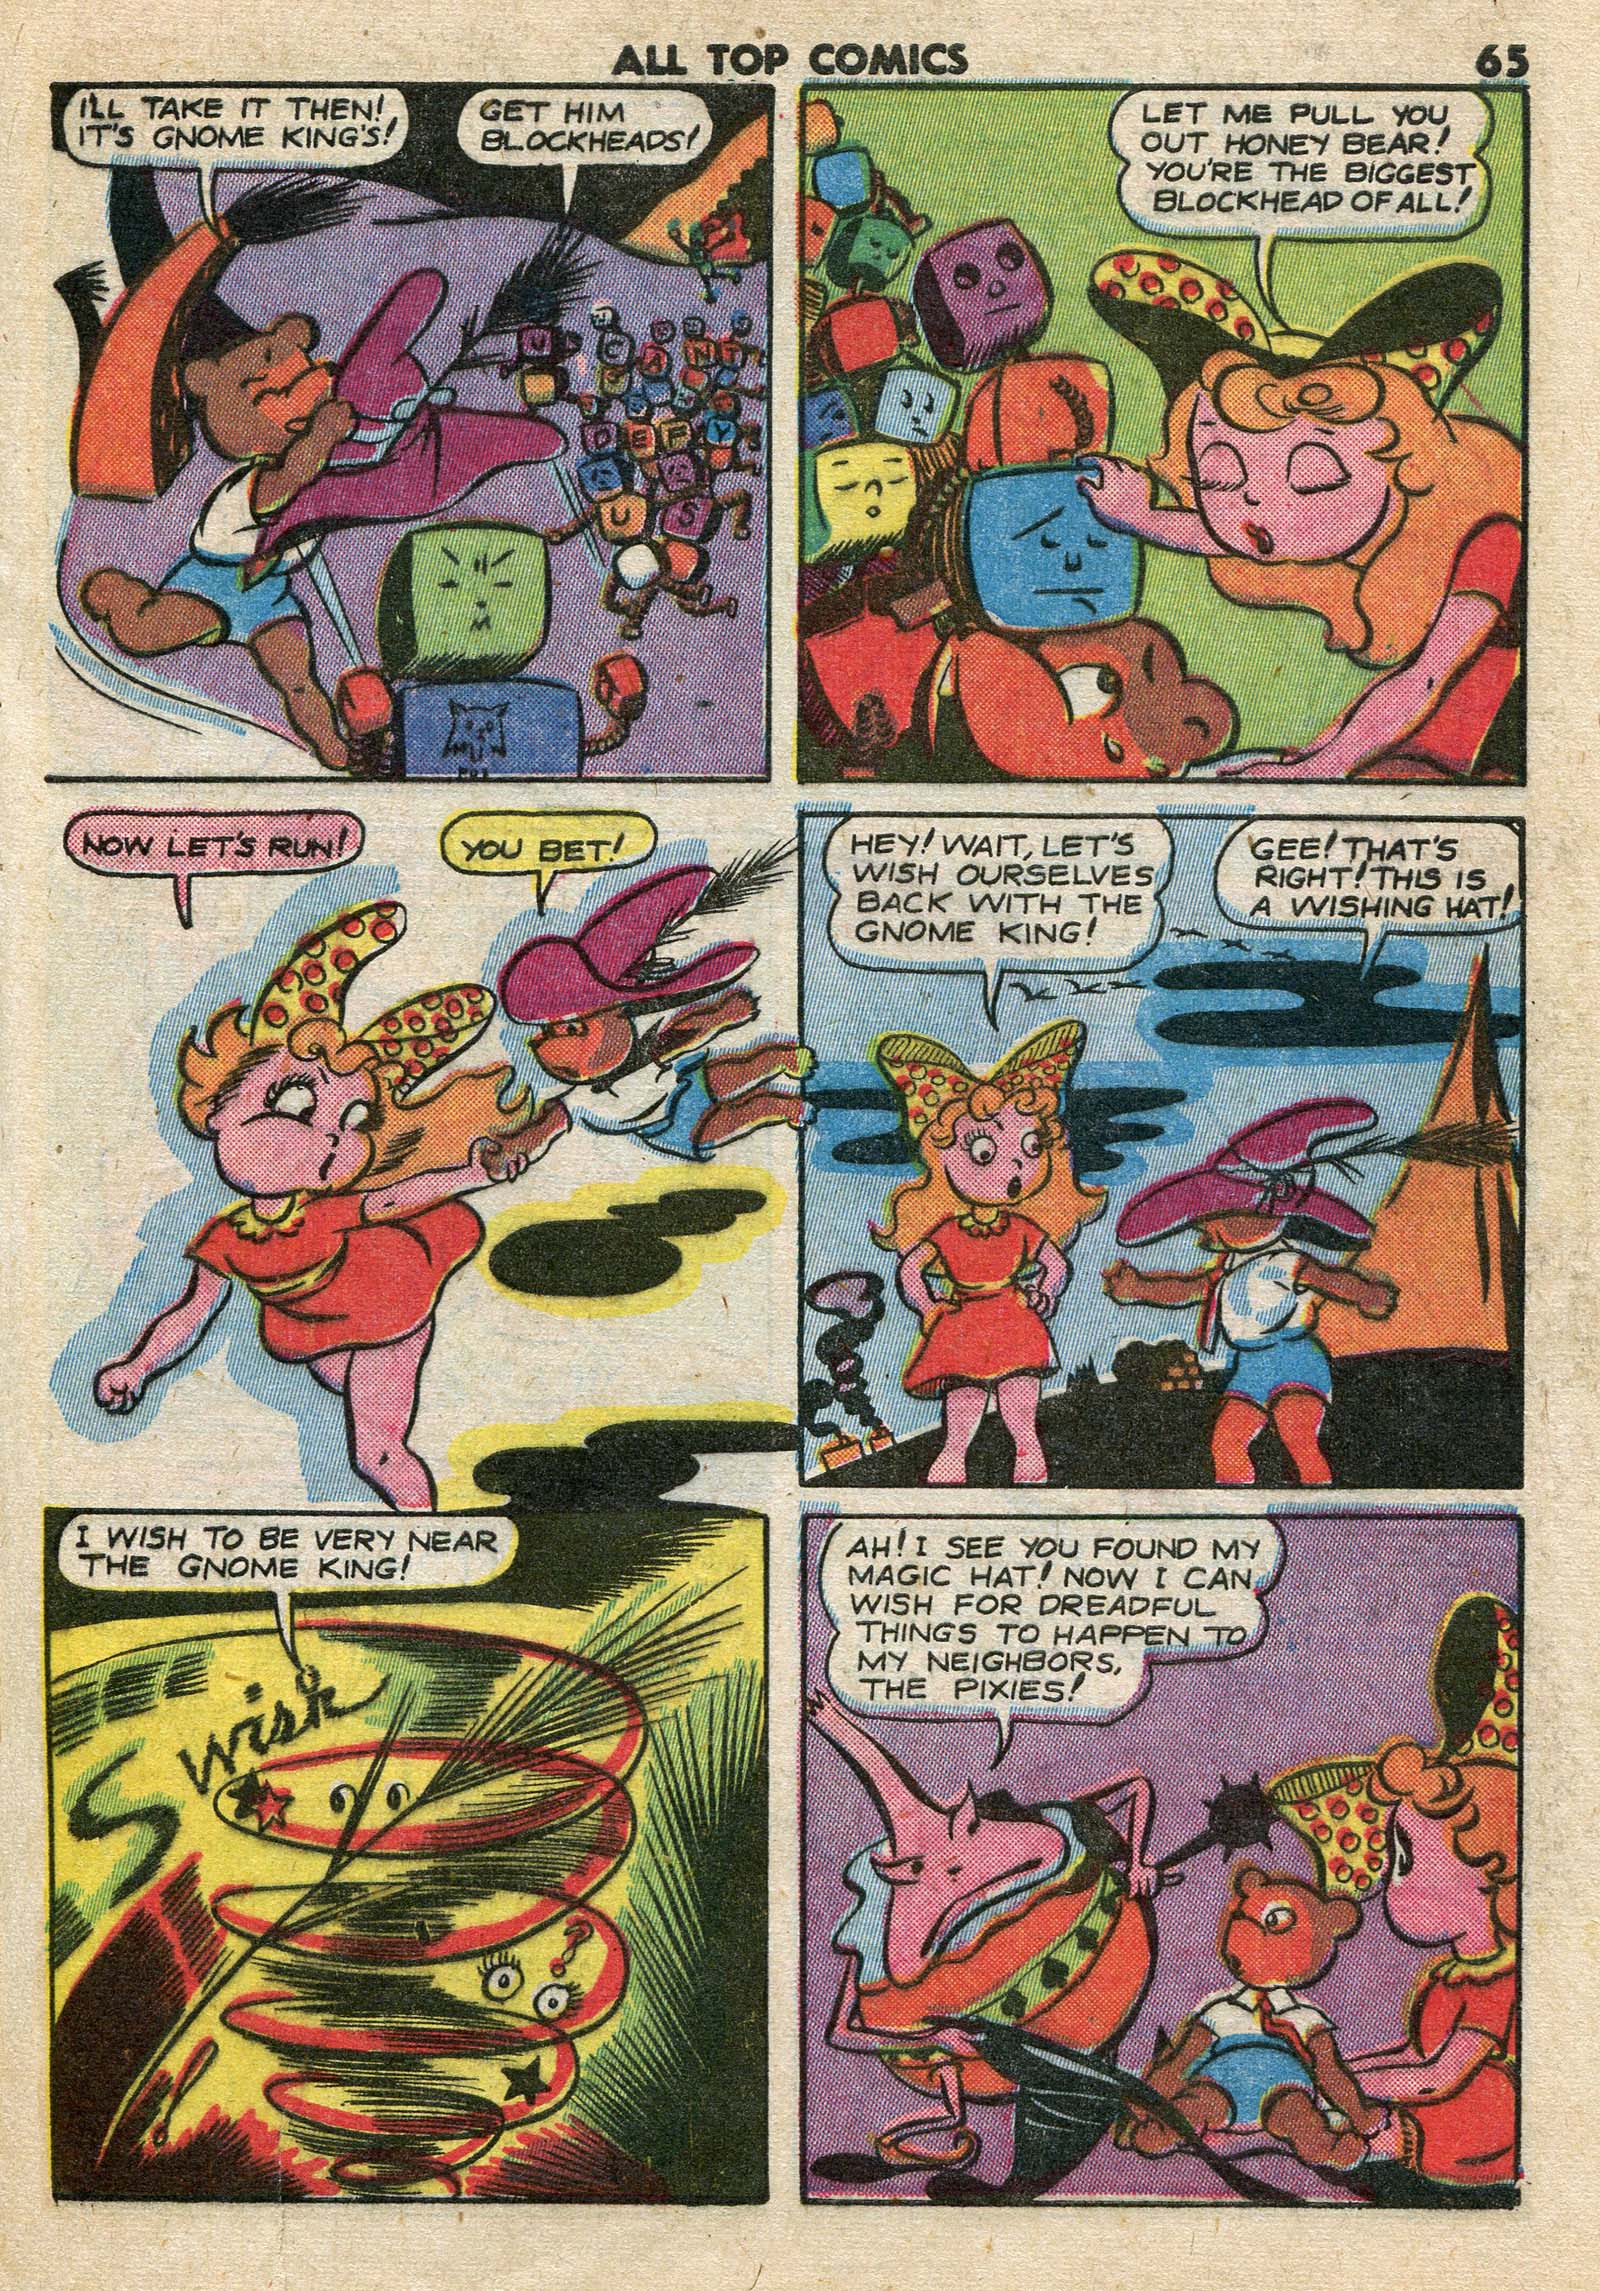 ALL TOP COMICS
65
I'LL TAKE IT THEN!
IT'S GNOME KING'S!
GET HIM
BLOCKHEADS!
DEFY
US
LET ME PULL YOU
OUT HONEY BEAR!
YOU'RE THE BIGGEST
BLOCKHEAD OF ALL!
NOW LET'S RUN!
YOU BET!
HEY! WAIT, LET'S
WISH OURSELVES
BACK WITH THE
GNOME KING!
GEE! THAT'S
RIGHT! THIS IS
A WISHING HAT!
I WISH TO BE VERY NEAR
THE GNOME KING!
Wish
AH! I SEE YOU FOUND MY
MAGIC HAT! NOW I CAN
WISH FOR DREADFUL
THINGS TO HAPPEN TO
MY NEIGHBORS,
THE PIXIES!